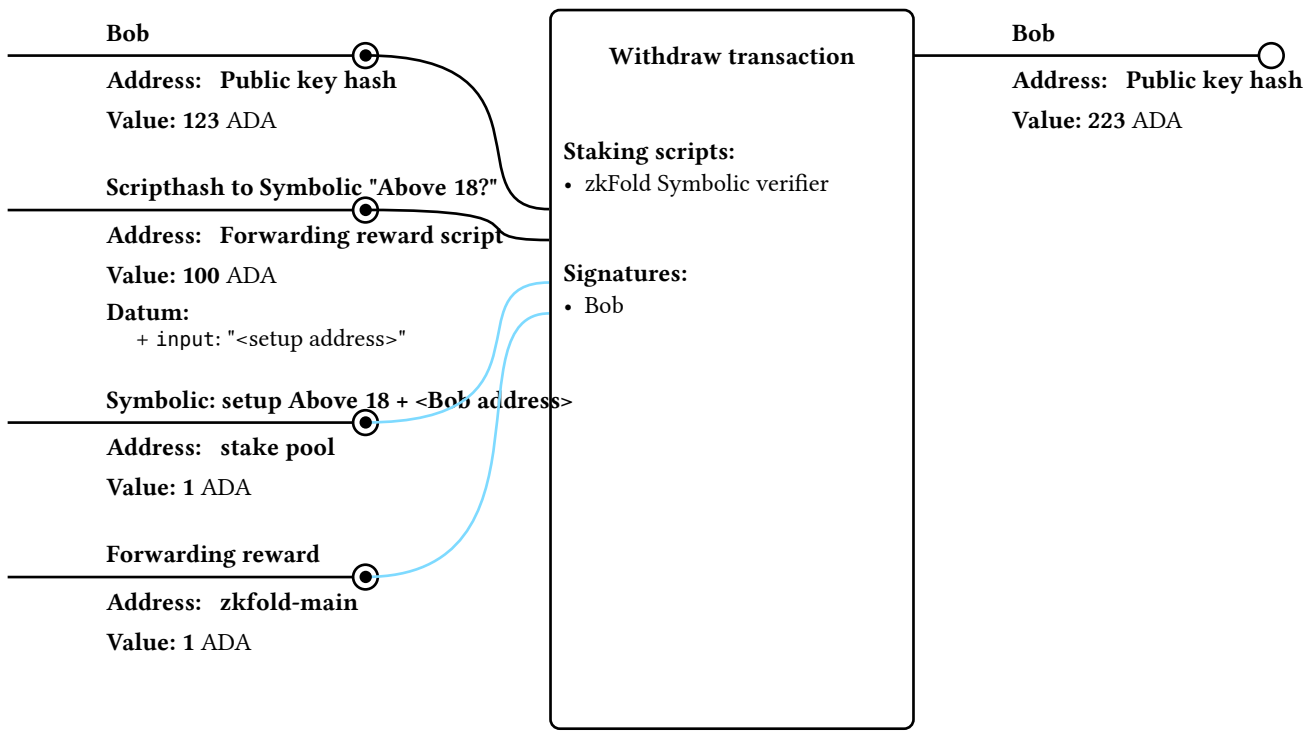 Bob
Address: Public key hash
Value: 123 ADA
Scripthash to Symbolic "Above 18?"
Address: Forwarding reward script
Value: 100 ADA
Datum:
+ input: "<setup address>"
Symbolic: setup Above 18 + <Bob address>
Address: stake pool
Value: 1 ADA
Forwarding reward
Address: zkfold-main
Value: 1 ADA
Withdraw transaction
Staking scripts:
• zkFold Symbolic verifier
Signatures:
• Bob
Bob
Address: Public key hash
Value: 223 ADA